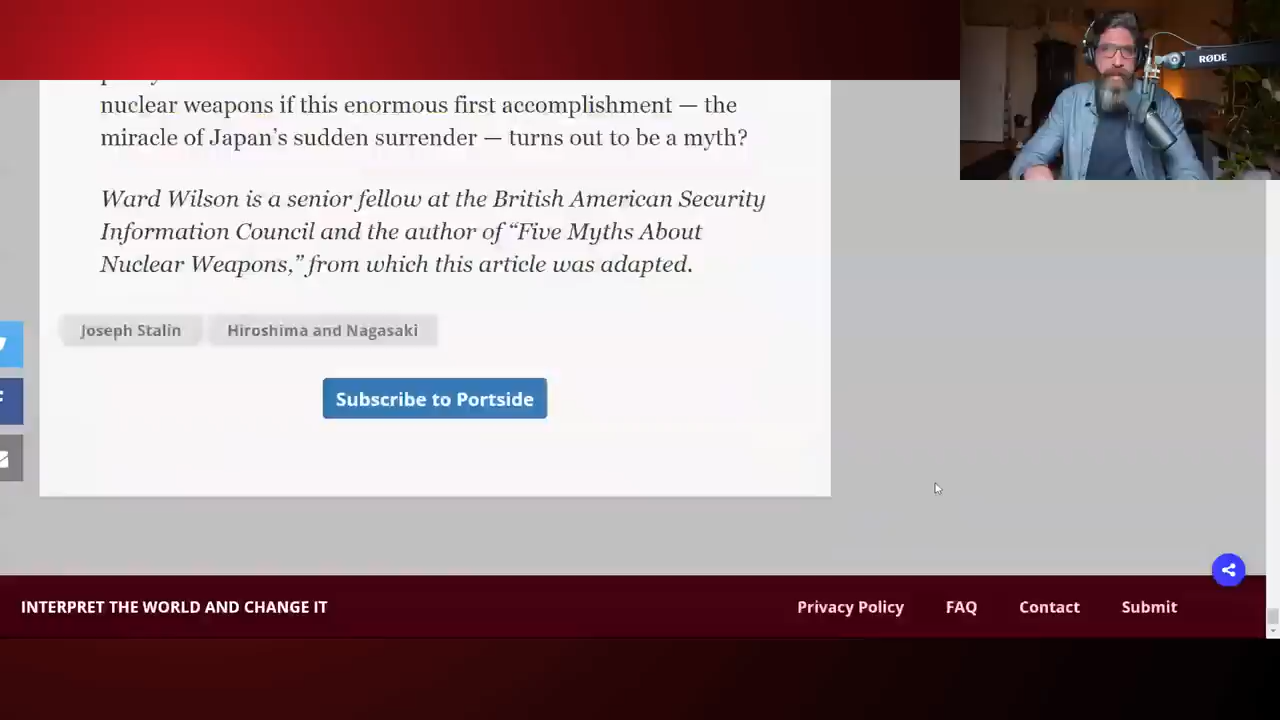 RØDE
nuclear weapons if this enormous first accomplishment — the
miracle of Japan's sudden surrender — turns out to be a myth?
Ward Wilson is a senior fellow at the British American Security
Information Council and the author of “Five Myths About
Nuclear Weapons,” from which this article was adapted.
Joseph Stalin
Hiroshima and Nagasaki
Subscribe to Portside
INTERPRET THE WORLD AND CHANGE IT
Privacy Policy
FAQ
Contact
Submit